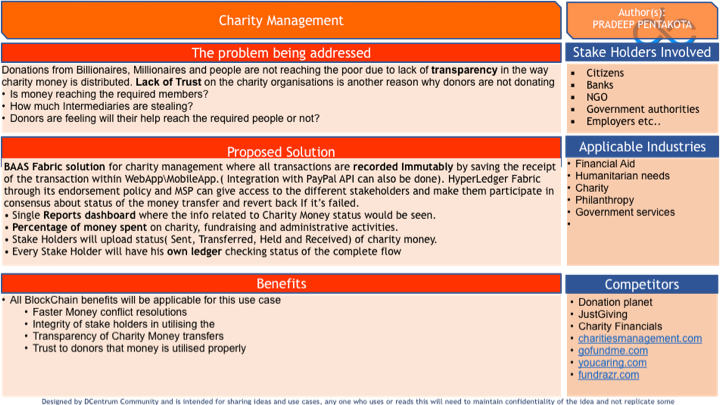 Charity Management
Author(s):
PRADEEP PENTAKOTA
The problem being addressed
Donations from Billionaires, Millionaires and people are not reaching the poor due to lack of transparency in the way
charity money is distributed. Lack of Trust on the charity organisations is another reason why donors are not donating
• Is money reaching the required members?
• How much Intermediaries are stealing?
• Donors are feeling will their help reach the required people or not?
Stake Holders Involved
▪ Citizens
▪ Banks
▪ NGO
▪ Government authorities
▪ Employers etc..
Proposed Solution
BAAS Fabric solution for charity management where all transactions are recorded Immutably by saving the receipt
of the transaction within WebApp\MobileApp.( Integration with PayPal API can also be done). HyperLedger Fabric
through its endorsement policy and MSP can give access to the different stakeholders and make them participate in
consensus about status of the money transfer and revert back if it's failed.
• Single Reports dashboard where the info related to Charity Money status would be seen.
• Percentage of money spent on charity, fundraising and administrative activities.
• Stake Holders will upload status( Sent, Transferred, Held and Received) of charity money.
• Every Stake Holder will have his own ledger checking status of the complete flow
Applicable Industries
• Financial Aid
• Humanitarian needs
• Charity
• Philanthropy
• Government services
•
Benefits
• All BlockChain benefits will be applicable for this use case
• Faster Money conflict resolutions
• Integrity of stake holders in utilising the
• Transparency of Charity Money transfers
• Trust to donors that money is utilised properly
Competitors
• Donation planet
• JustGiving
• Charity Financials
• charitiesmanagement.com
• gofundme.com
• youcaring.com
• fundrazr.com
Designed by DCentrum Community and is intended for sharing ideas and use cases, any one who uses or reads this will need to maintain confidentiality of the idea and not replicate some